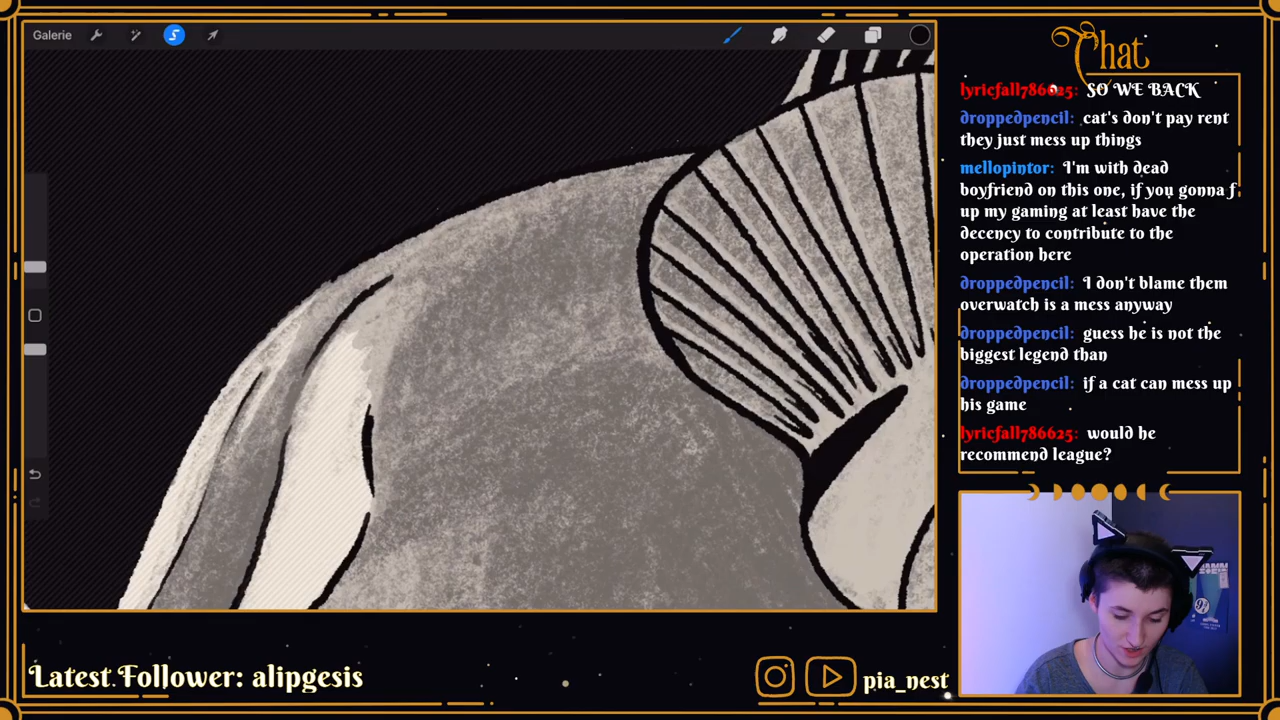 Galerie
Chat
lyricfall786625: SO WE BACK
droppedpencil: cat's don't pay rent
they just mess up things
mellopintor: I'm with dead
boyfriend on this one, if you gonna f
up my gaming at least have the
decency to contribute to the
operation here
droppedpencil: I don't blame them
overwatch is a mess anyway
droppedpencil: guess he is not the
biggest legend than
droppedpencil: if a cat can mess up
his game
lyricfall786625: would he
recommend league?
Latest Follower: alipgesis
pia_nest